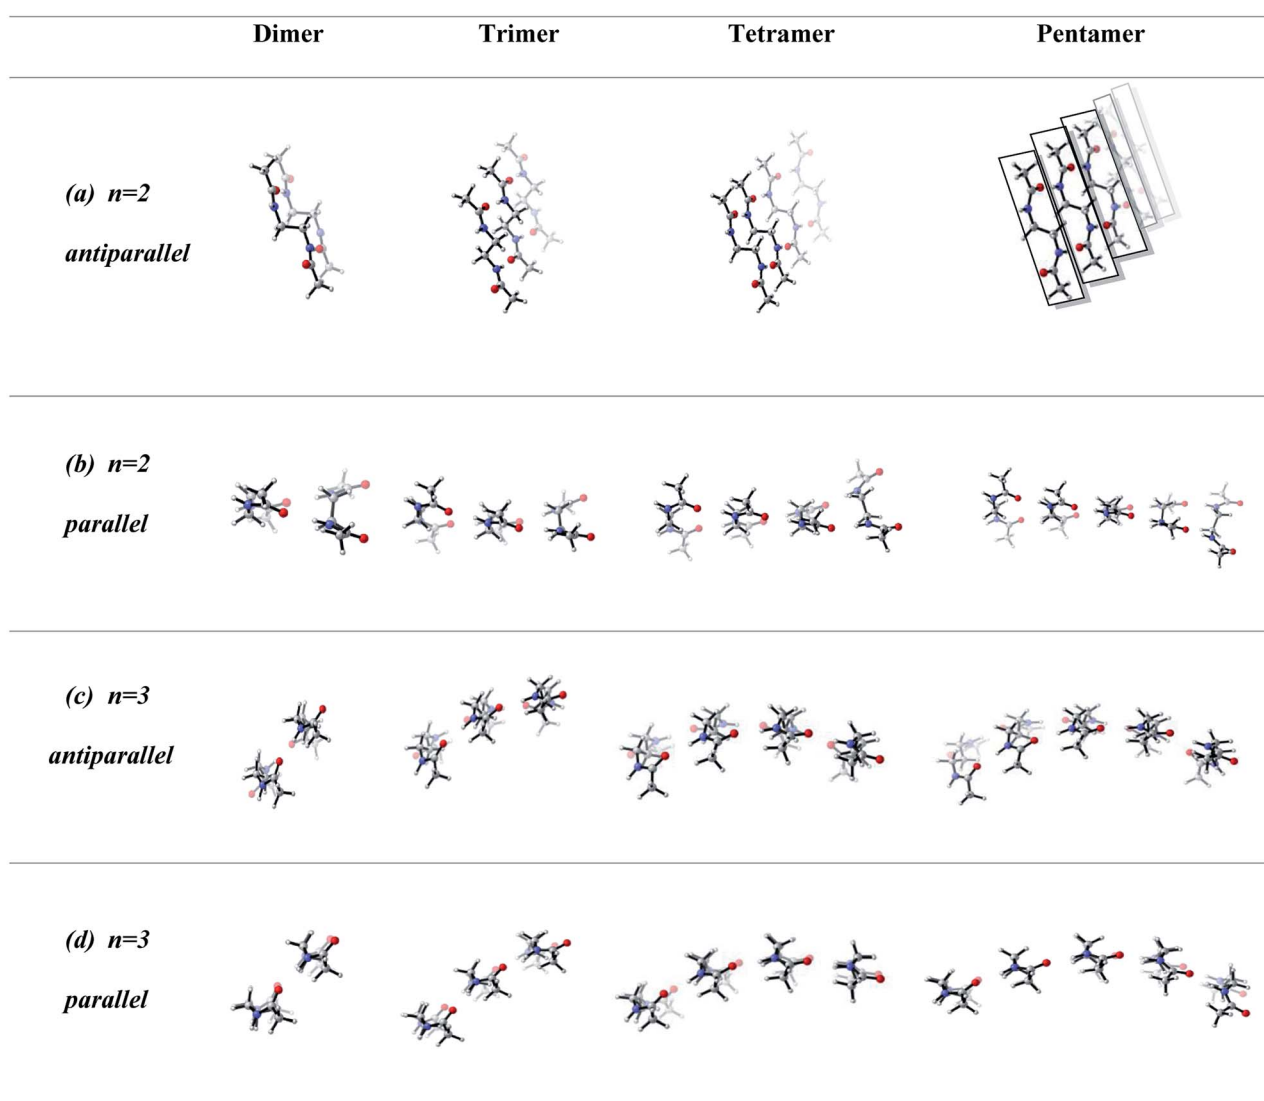 Dimer Trimer Tetramer Pentamer
(a) n=2
antiparallel
(b) n=2
parallel
(c) n=3
antiparallel
(d) n=3
parallel